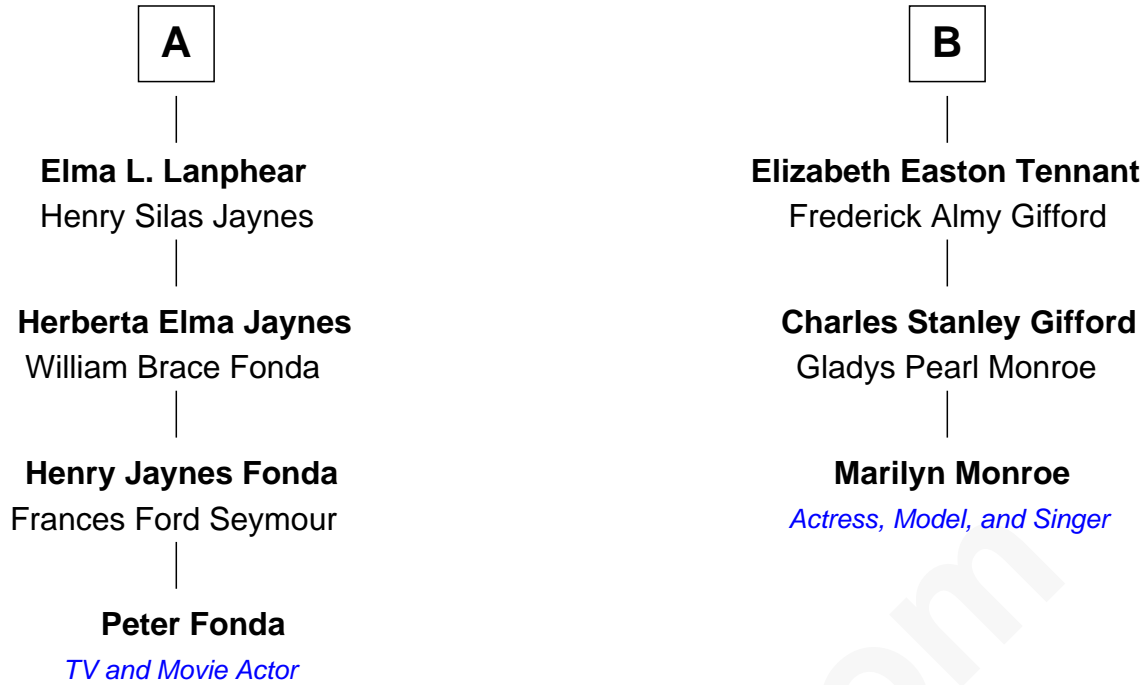 A
Elma L. Lanphear
Henry Silas Jaynes
Herberta Elma Jaynes
William Brace Fonda
Henry Jaynes Fonda
Frances Ford Seymour
Peter Fonda
TV and Movie Actor
B
Elizabeth Easton Tennant
Frederick Almy Gifford
Charles Stanley Gifford
Gladys Pearl Monroe
Marilyn Monroe
Actress, Model, and Singer
om